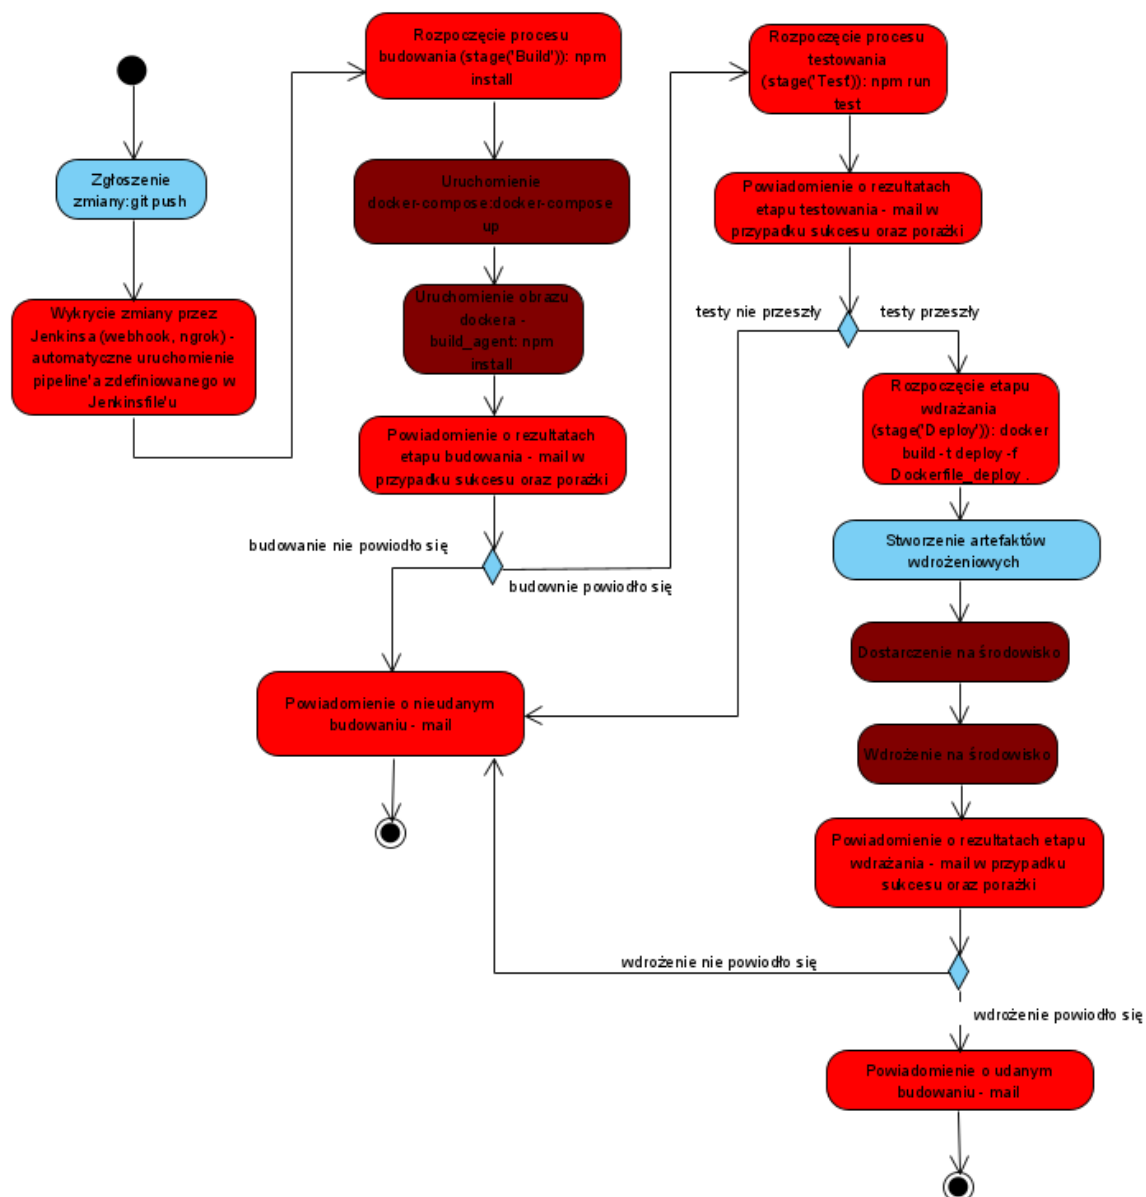 Zgłoszenie
zmiany:git push
Wykrycie zmiany przez
Jenkinsa (webhook, ngrok) -
automatyczne uruchomienie
pipeline'a zdefiniowanego w
Jenkinsfile'u
Rozpoczęcie procesu
budowania (stage('Build')): npm
install
Uruchomienie
docker-compose:docker-compose
up
Uruchomienie obrazu
dockera -
build_agent: npm
install
Powiadomienie o rezultatach
etapu budowania - mail w
przypadku sukcesu oraz porażki
budowanie nie powiodło się
budownie powiodło się
Powiadomienie o nieudanym
budowaniu - mail
Rozpoczęcie procesu
testowania
(stage('Test')): npm run
test
Powiadomienie o rezultatach
etapu testowania - mail w
przypadku sukcesu oraz porażki
testy nie przeszły
testy przeszły
Rozpoczęcie etapu
wdrażania
(stage('Deploy')): docker
build -t deploy -f
Dockerfile_deploy .
Stworzenie artefaktów
wdrożeniowych
Dostarczenie na środowisko
Wdrożenie na środowisko
Powiadomienie o rezultatach etapu
wdrażania - mail w przypadku
sukcesu oraz porażki
wdrożenie nie powiodło się
wdrożenie powiodło się
Powiadomienie o udanym
budowaniu - mail